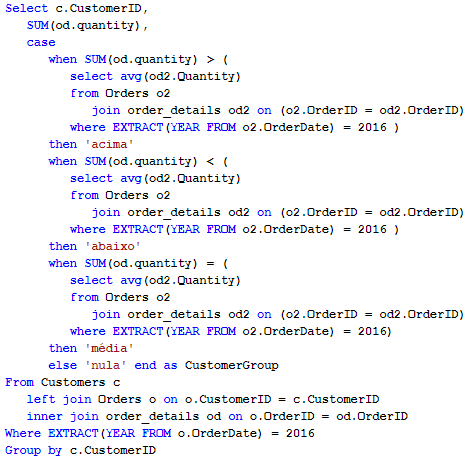 Select c.CustomerID,
SUM(od.quantity),
case
when SUM(od.quantity) > (
select avg(od2.Quantity)
from Orders o2
join order_details od2 on (o2.OrderID = od2.OrderID)
where EXTRACT(YEAR FROM o2.OrderDate) = 2016 )
then 'acima'
when SUM(od.quantity) < (
select avg(od2.Quantity)
from Orders o2
join order_details od2 on (o2.OrderID = od2.OrderID)
where EXTRACT(YEAR FROM o2.OrderDate) = 2016 )
then 'abaixo'
when SUM(od.quantity) = (
select avg(od2.Quantity)
from Orders o2
join order_details od2 on (o2.OrderID = od2.OrderID)
where EXTRACT(YEAR FROM o2.OrderDate) = 2016)
then 'média'
else 'nula' end as CustomerGroup
From Customers c
left join Orders o on o.CustomerID = c.CustomerID
inner join order_details od on o.OrderID = od.OrderID
Where EXTRACT(YEAR FROM o.OrderDate) = 2016
Group by c.CustomerID